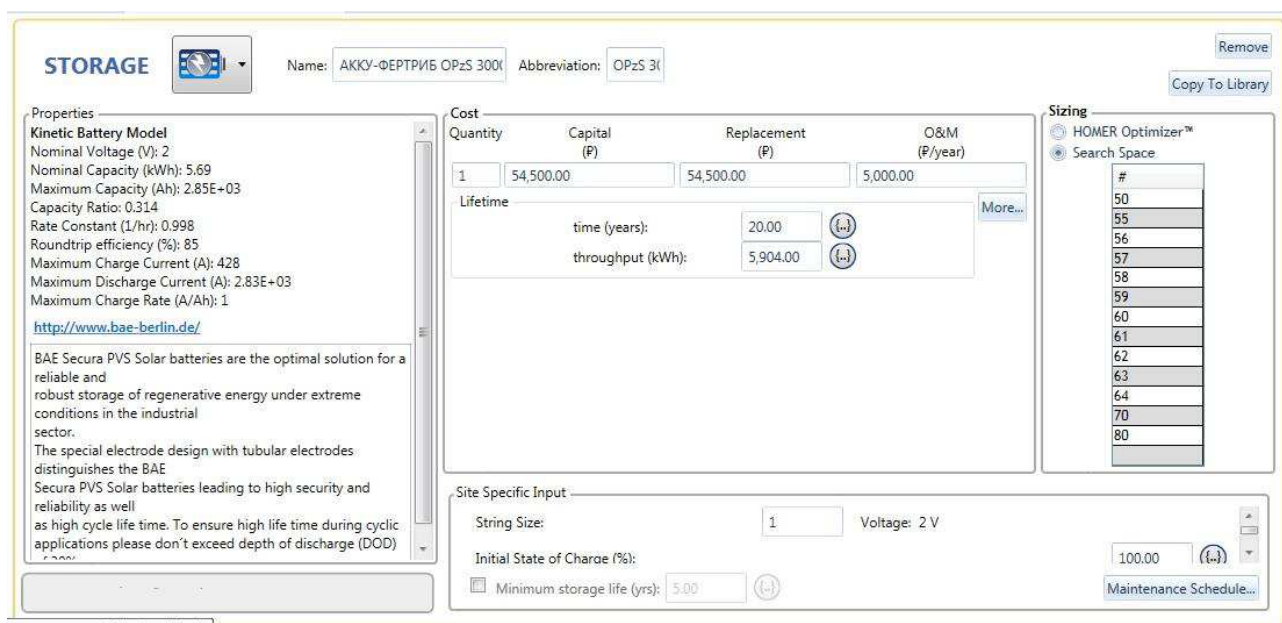 STORAGE
Name: АККУ-ФЕРТРИБ OPzS 300(
Abbreviation: OPzS 3(
Remove
Copy To Library
Properties
Kinetic Battery Model
Nominal Voltage (V): 2
Nominal Capacity (kWh): 5.69
Maximum Capacity (Ah): 2.85E+03
Capacity Ratio: 0.314
Rate Constant (1/hr): 0.998
Roundtrip efficiency (%): 85
Maximum Charge Current (A): 428
Maximum Discharge Current (A): 2.83E+03
Maximum Charge Rate (A/Ah): 1
http://www.bae-berlin.de/
BAE Secura PVS Solar batteries are the optimal solution for a
reliable and
robust storage of regenerative energy under extreme
conditions in the industrial
sector.
The special electrode design with tubular electrodes
distinguishes the BAE
Secura PVS Solar batteries leading to high security and
reliability as well
as high cycle life time. To ensure high life time during cyclic
applications please don´t exceed depth of discharge (DOD)
Cost
Quantity Capital Replacement O&M
(₽) (₽) (₽/year)
1 54,500.00 54,500.00 5,000.00
Lifetime
More...
time (years): 20.00 {..}
throughput (kWh): 5,904.00 {..}
Sizing
HOMER Optimizer™
Search Space
#
50
55
56
57
58
59
60
61
62
63
64
70
80
Site Specific Input
String Size: 1 Voltage: 2 V
Initial State of Charge (%): 100.00 {..}
Minimum storage life (yrs): 5.00 {..}
Maintenance Schedule...